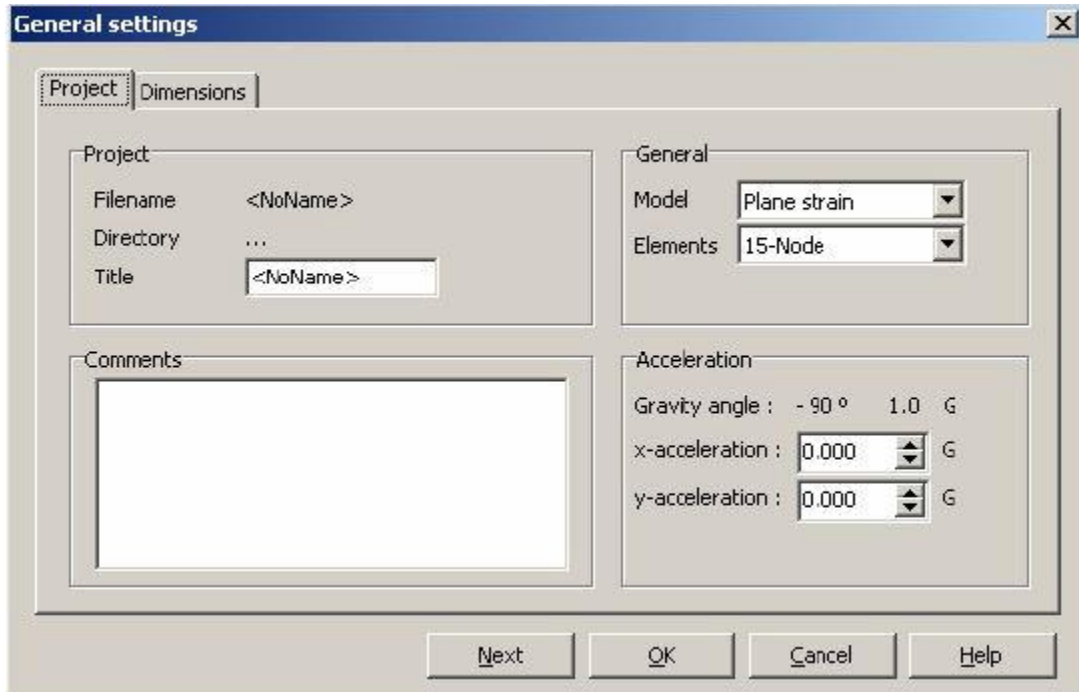 General settings
Project Dimensions
Project
Filename <NoName>
Directory ...
Title <NoName>
General
Model Plane strain
Elements 15-Node
Comments
Acceleration
Gravity angle : - 90 º 1.0 G
x-acceleration : 0.000 G
y-acceleration : 0.000 G
Next OK Cancel Help